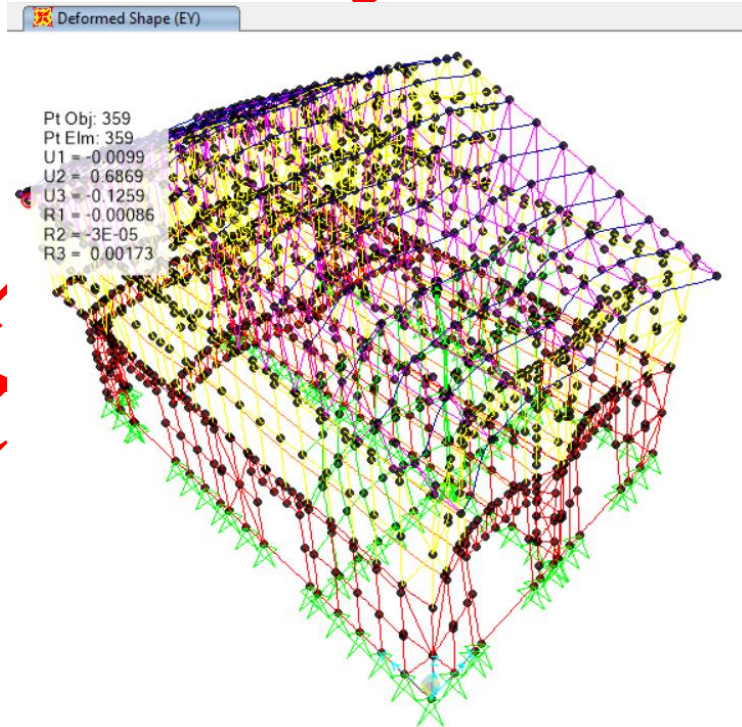 Deformed Shape (EY)
Pt Obj: 359
Pt Elm: 359
U1 = -0.0099
U2 = 0.6869
U3 = -0.1259
R1 = -0.00086
R2 = -3E-05
R3 = 0.00173